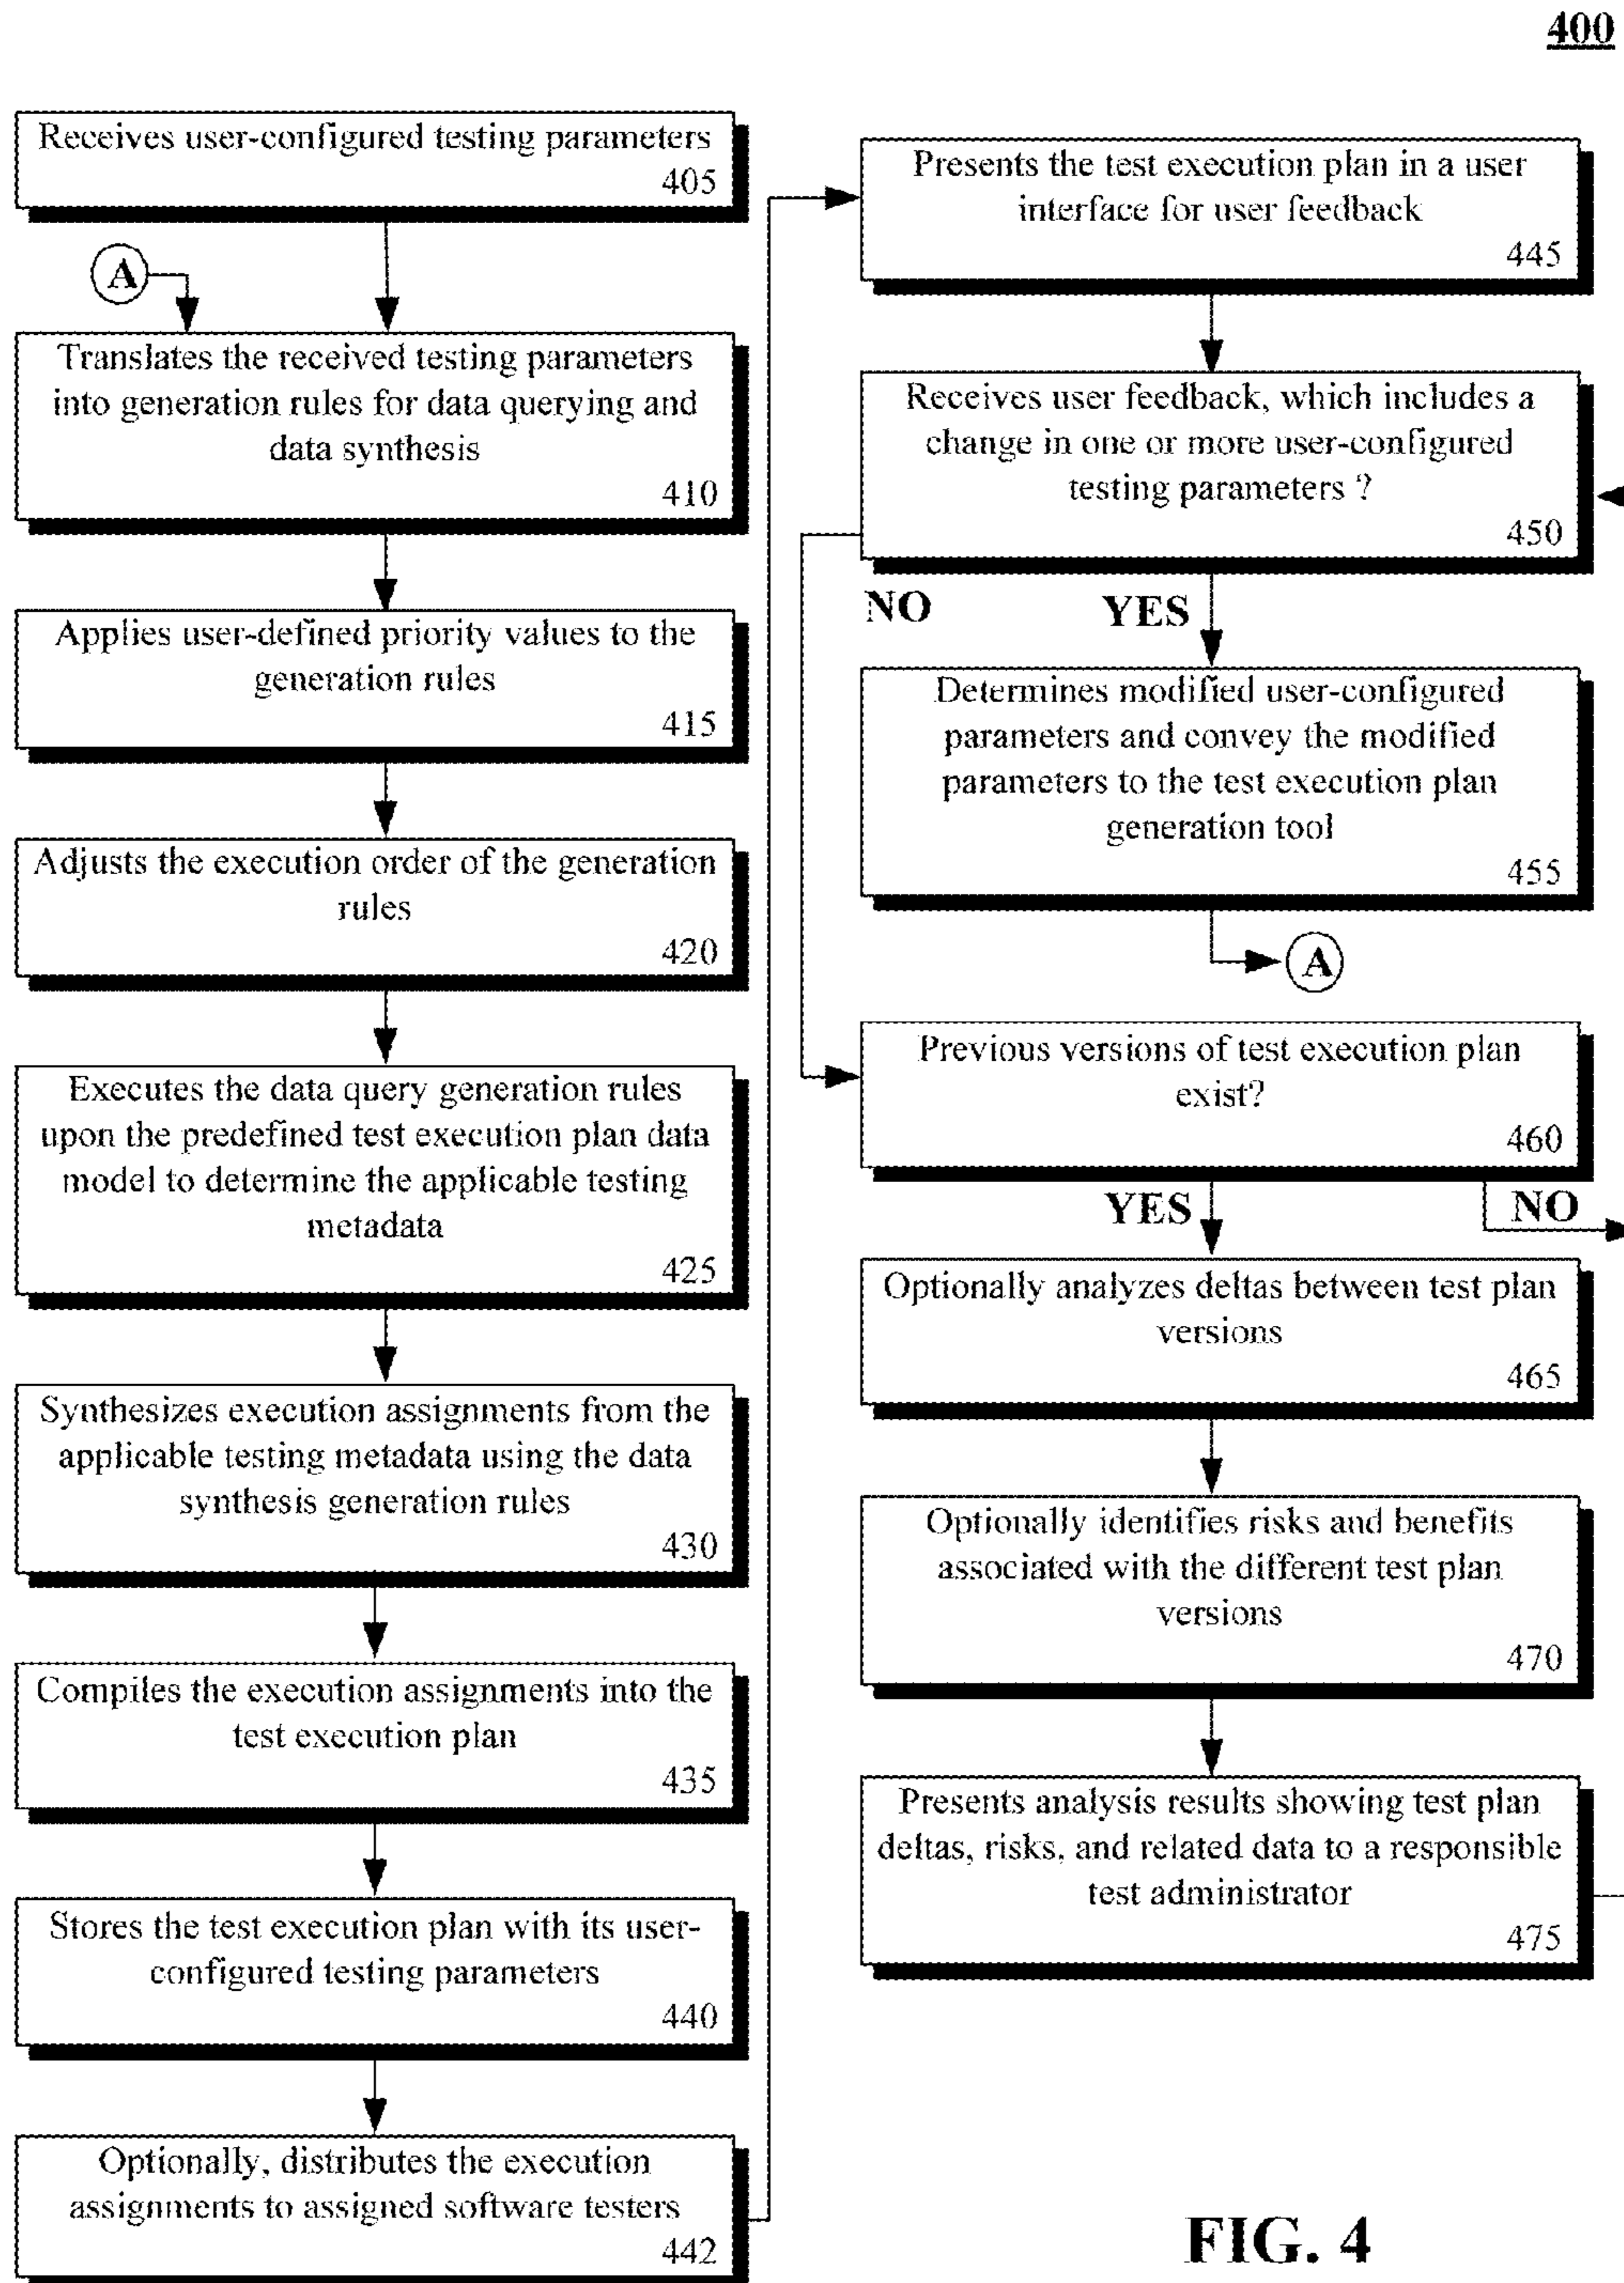 400
Receives user-configured testing parameters
405
A
Translates the received testing parameters
into generation rules for data querying and
data synthesis
410
Applies user-defined priority values to the
generation rules
415
Adjusts the execution order of the generation
rules
420
Executes the data query generation rules
upon the predefined test execution plan data
model to determine the applicable testing
metadata
425
Synthesizes execution assignments from the
applicable testing metadata using the data
synthesis generation rules
430
Compiles the execution assignments into the
test execution plan
435
Stores the test execution plan with its user-
configured testing parameters
440
Optionally, distributes the execution
assignments to assigned software testers
442
Presents the test execution plan in a user
interface for user feedback
445
Receives user feedback, which includes a
change in one or more user-configured
testing parameters ?
450
NO YES
Determines modified user-configured
parameters and convey the modified
parameters to the test execution plan
generation tool
455
A
Previous versions of test execution plan
exist?
460
YES NO
Optionally analyzes deltas between test plan
versions
465
Optionally identifies risks and benefits
associated with the different test plan
versions
470
Presents analysis results showing test plan
deltas, risks, and related data to a responsible
test administrator
475
FIG. 4